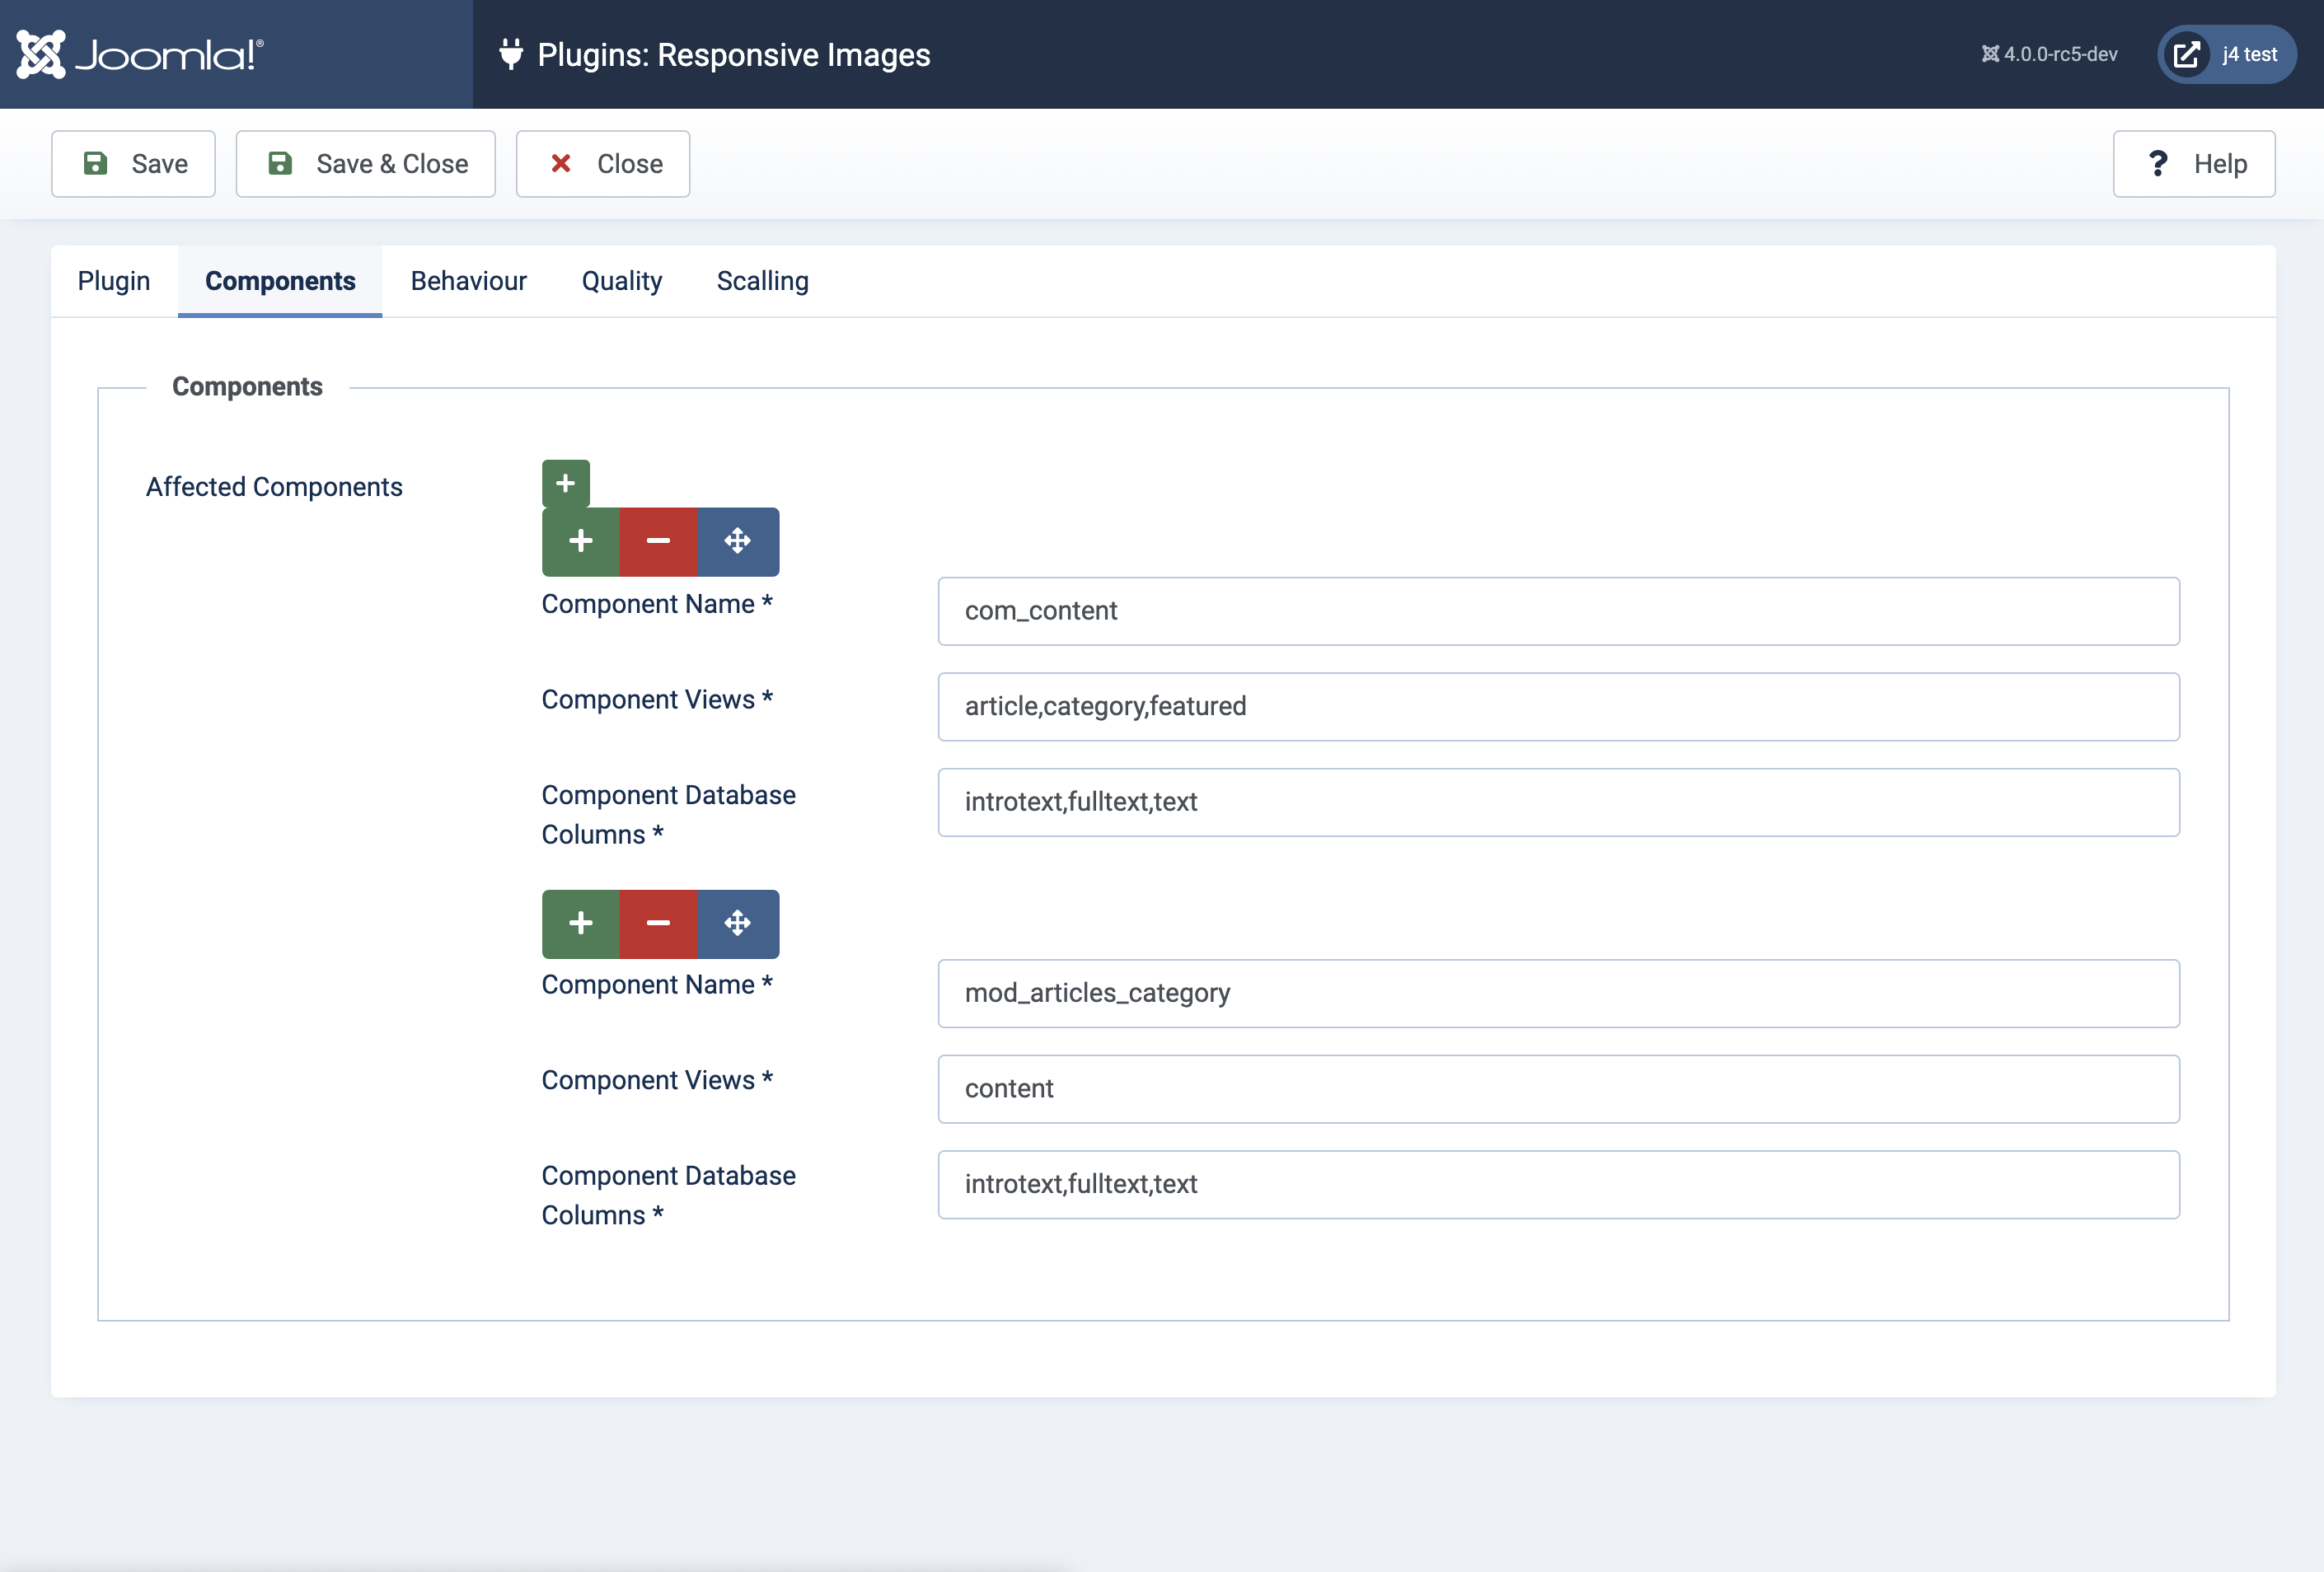 Joomla!®
Plugins: Responsive Images
4.0.0-rc5-dev
j4 test
Save
Save & Close
Close
? Help
Plugin
Components
Behaviour
Quality
Scalling
Components
Affected Components
Component Name *
com_content
Component Views *
article,category,featured
Component Database
Columns *
introtext,fulltext,text
Component Name *
mod_articles_category
Component Views *
content
Component Database
Columns *
introtext,fulltext,text